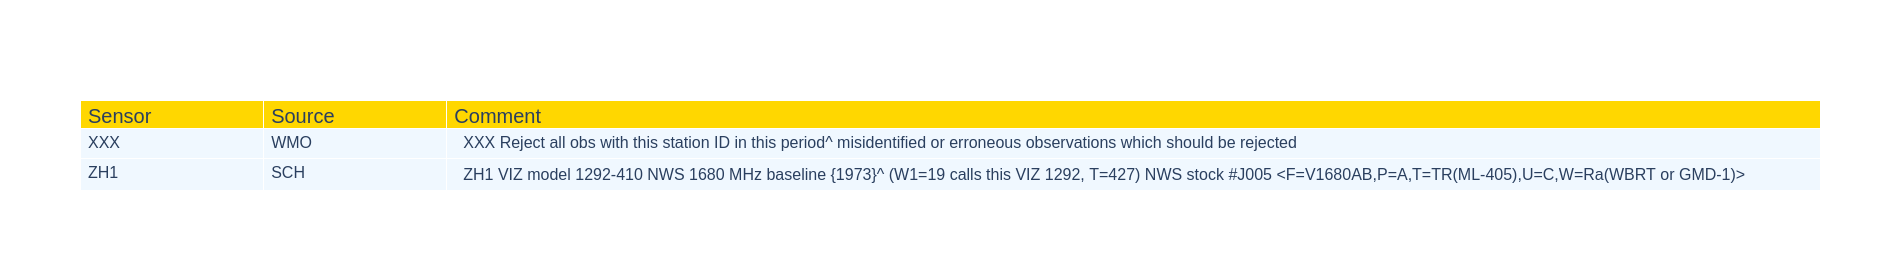 Sensor Source Comment
XXX WMO XXX Reject all obs with this station ID in this period^ misidentified or erroneous observations which should be rejected
ZH1 SCH ZH1 VIZ model 1292-410 NWS 1680 MHz baseline {1973}^ (W1=19 calls this VIZ 1292, T=427) NWS stock #J005 <F=V1680AB,P=A,T=TR(ML-405),U=C,W=Ra(WBRT or GMD-1)>